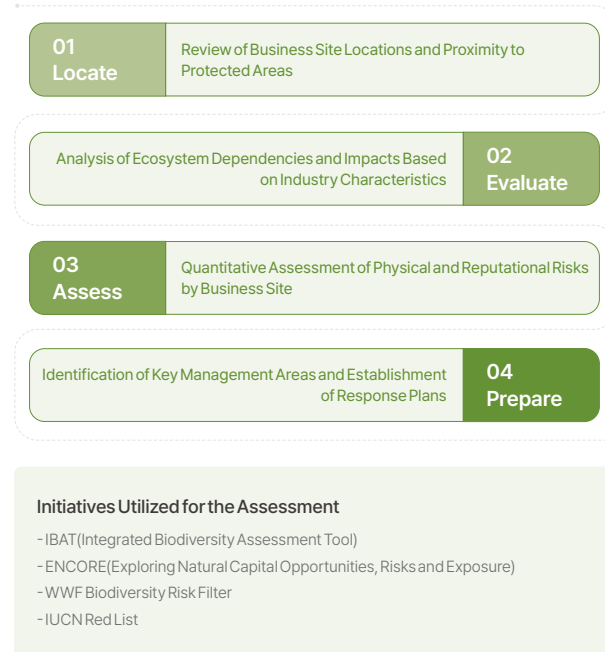 01
Locate
Review of Business Site Locations and Proximity to
Protected Areas
Analysis of Ecosystem Dependencies and Impacts Based
on Industry Characteristics
02
Evaluate
03
Assess
Quantitative Assessment of Physical and Reputational Risks
by Business Site
Identification of Key Management Areas and Establishment
of Response Plans
04
Prepare
Initiatives Utilized for the Assessment
- IBAT(Integrated Biodiversity Assessment Tool)
- ENCORE(Exploring Natural Capital Opportunities, Risks and Exposure)
- WWF Biodiversity Risk Filter
- IUCN Red List